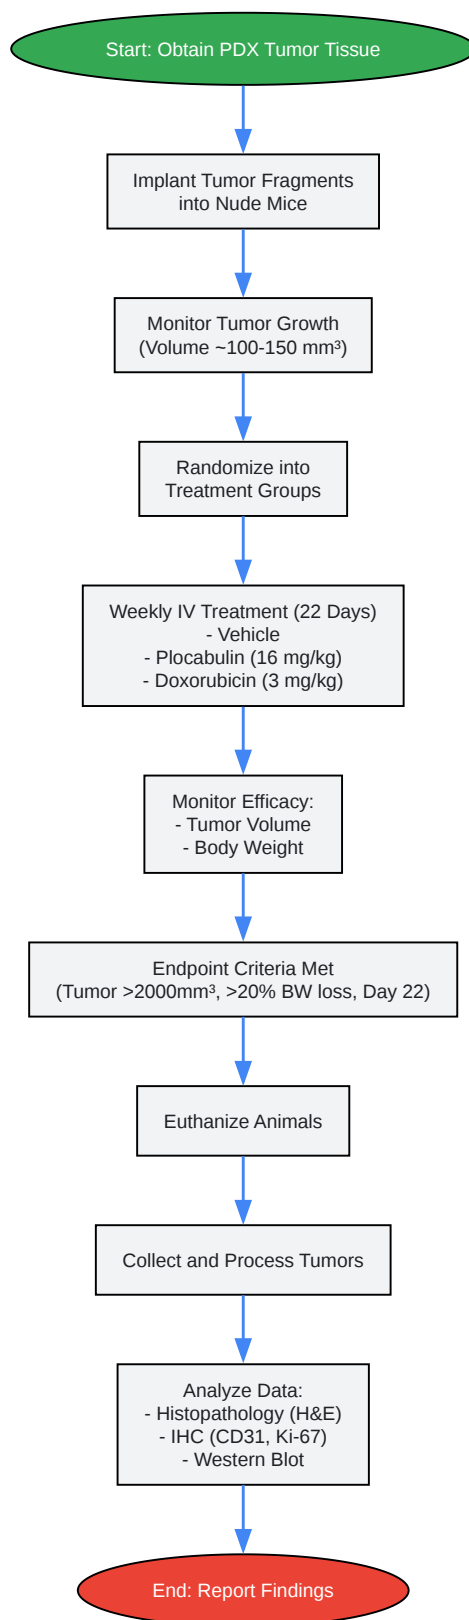 Start: Obtain PDX Tumor Tissue
Implant Tumor Fragments
into Nude Mice
Monitor Tumor Growth
(Volume ~100-150 mm³)
Randomize into
Treatment Groups
Weekly IV Treatment (22 Days)
- Vehicle
- Plocabulin (16 mg/kg)
- Doxorubicin (3 mg/kg)
Monitor Efficacy:
- Tumor Volume
- Body Weight
Endpoint Criteria Met
(Tumor >2000mm³, >20% BW loss, Day 22)
Euthanize Animals
Collect and Process Tumors
Analyze Data:
- Histopathology (H&E)
- IHC (CD31, Ki-67)
- Western Blot
End: Report Findings